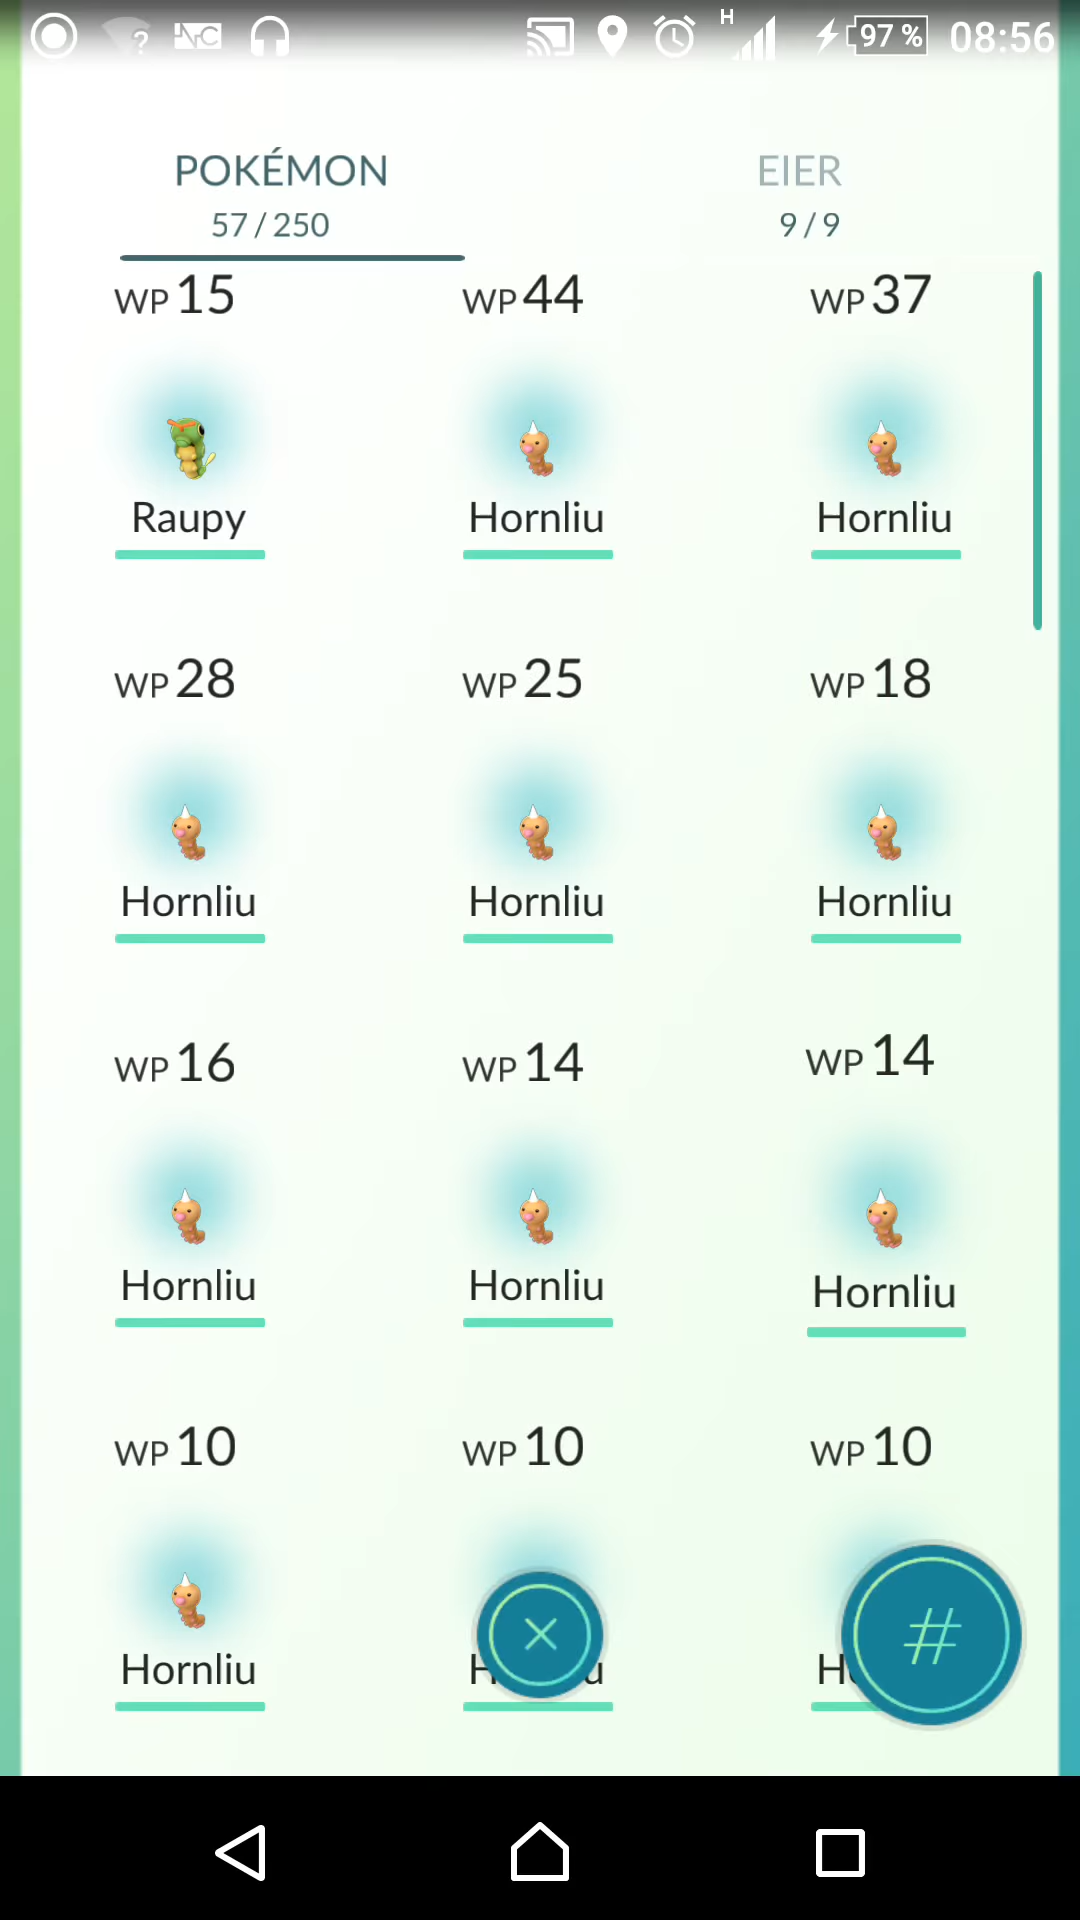 H 97 % 08:56
POKÉMON EIER
57 / 250 9 / 9
WP 15 WP 44 WP 37
Raupy Hornliu Hornliu
WP 28 WP 25 WP 18
Hornliu Hornliu Hornliu
WP 16 WP 14 WP 14
Hornliu Hornliu Hornliu
WP 10 WP 10 WP 10
Hornliu
#